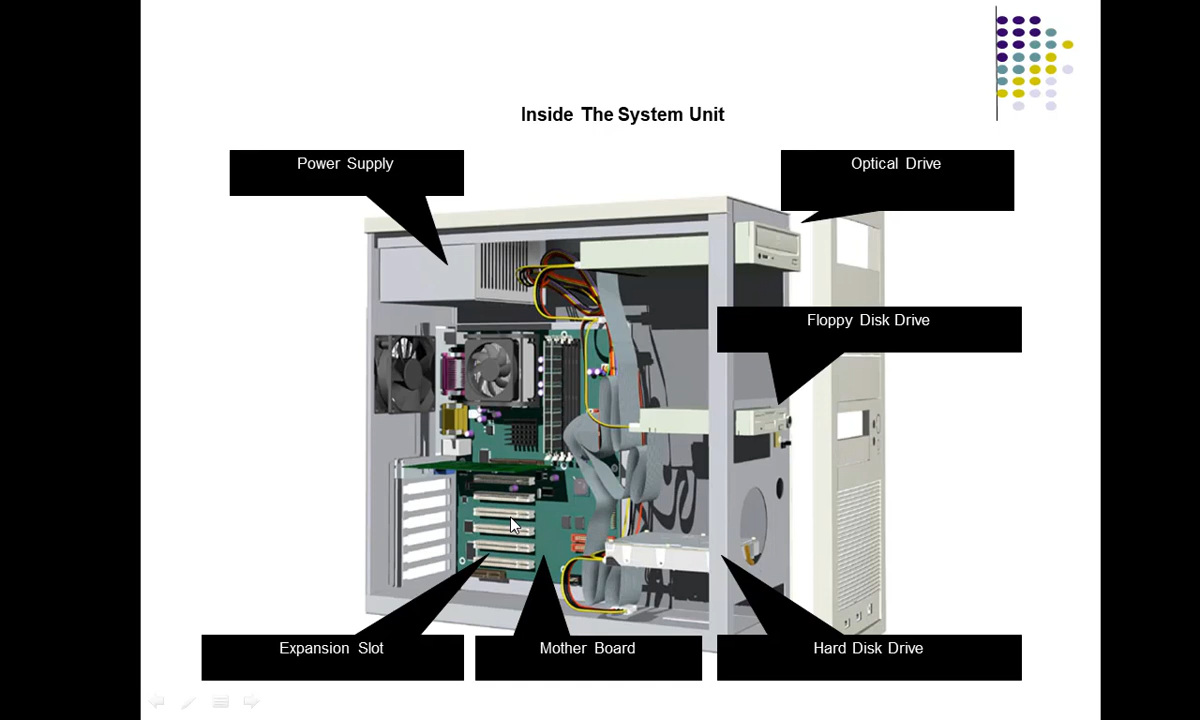 Inside The System Unit
Power Supply
Optical Drive
Floppy Disk Drive
Expansion Slot
Mother Board
Hard Disk Drive